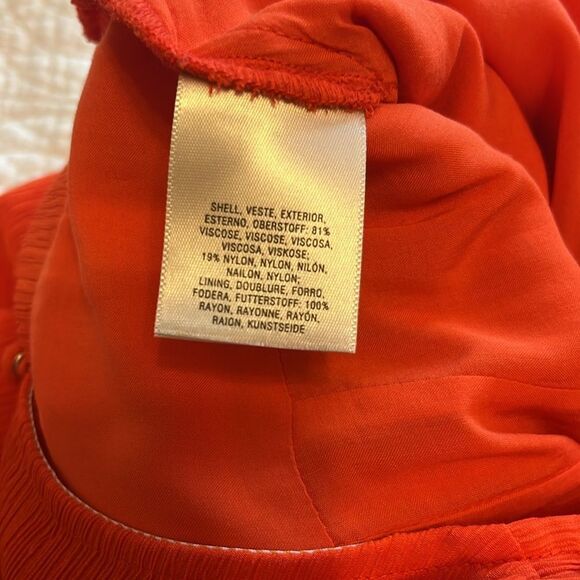 SHELL, VESTE, EXTERIOR,
ESTERNO, OBERSTOFF: 81%
VISCOSE, VISCOSE, VISCOSA,
VISCOSA, VISKOSE;
19% NYLON, NYLON, NILÓN,
NAILON, NYLON;
LINING, DOUBLURE, FORRO,
FODERA, FUTTERSTOFF: 100%
RAYON, RAYONNE, RAYÓN,
RAION, KUNSTSEIDE